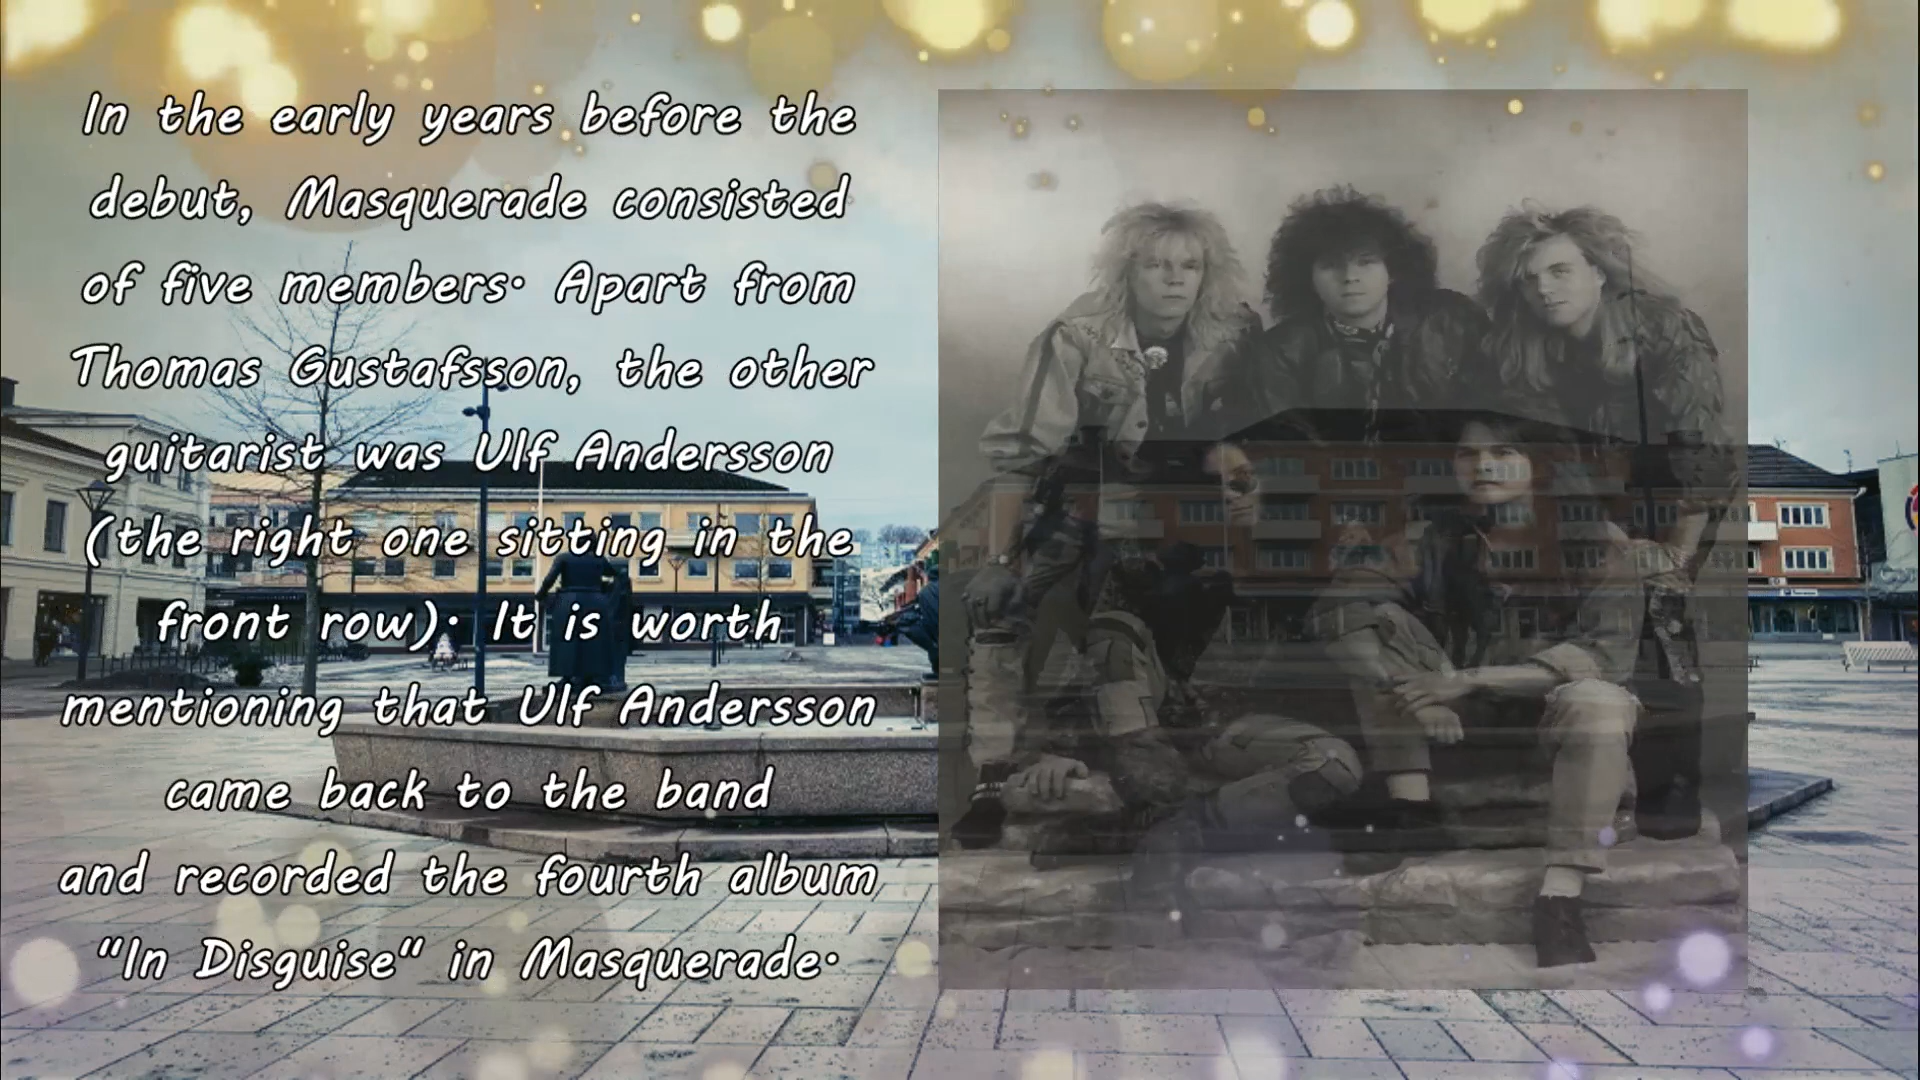 In the early years before the
debut, Masquerade consisted
of five members. Apart from
Thomas Gustafsson, the other
guitarist was Ulf Andersson
(the right one sitting in the
front row). It is worth
mentioning that Ulf Andersson
came back to the band
and recorded the fourth album
"In Disguise" in Masquerade.